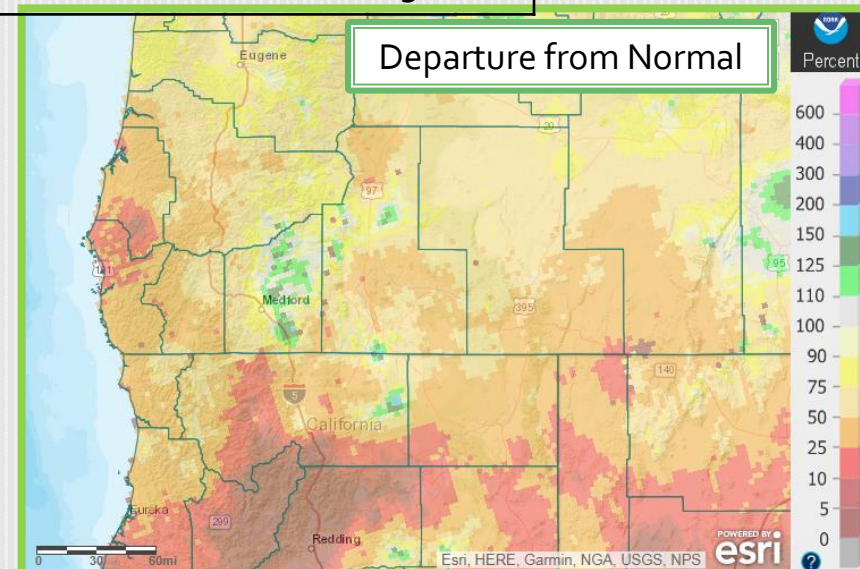 Departure from Normal
NOAA
Percent
600
400
300
200
150
125
110
100
90
75
50
25
10
5
0
?
Eugene
20
97
95
Medford
395
140
5
California
Eureka
299
Redding
0 30 60mi
POWERED BY
esri
Esri, HERE, Garmin, NGA, USGS, NPS